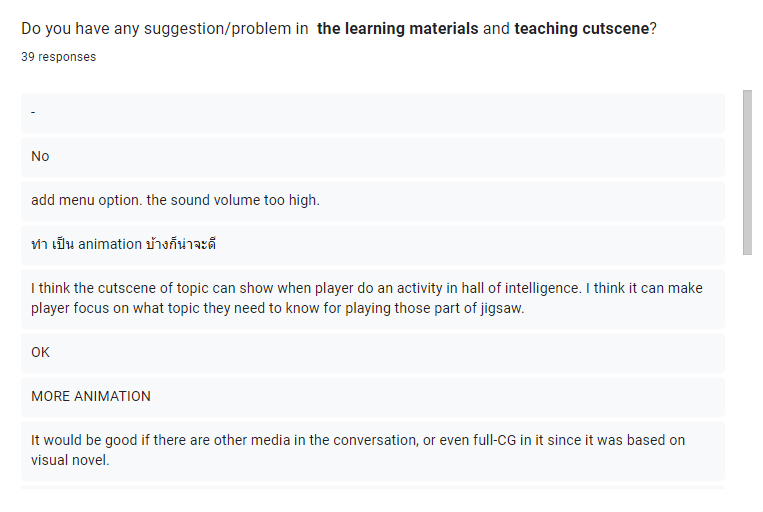 Do you have any suggestion/problem in the learning materials and teaching cutscene?
39 responses
-
No
add menu option. the sound volume too high.
ทำ เป็น animation บ้างก็น่าจะดี
I think the cutscene of topic can show when player do an activity in hall of intelligence. I think it can make
player focus on what topic they need to know for playing those part of jigsaw.
OK
MORE ANIMATION
It would be good if there are other media in the conversation, or even full-CG in it since it was based on
visual novel.